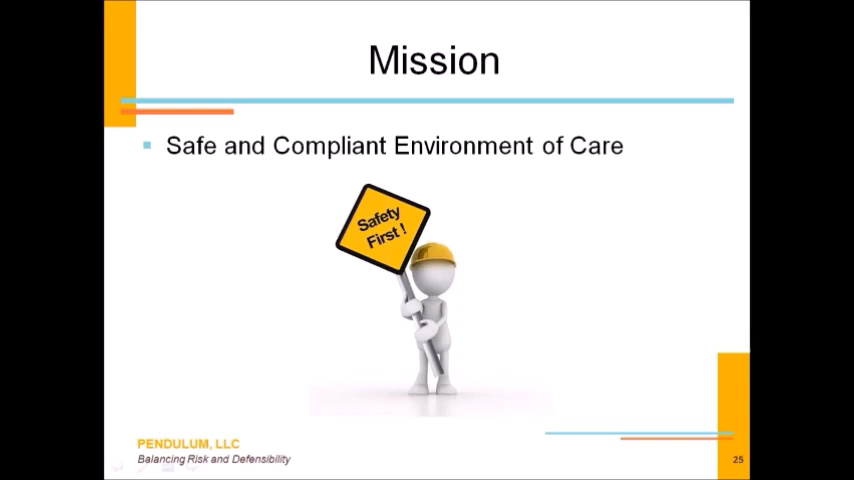 Mission
Safe and Compliant Environment of Care
Safety
First !
PENDULUM, LLC
Balancing Risk and Defensibility
25